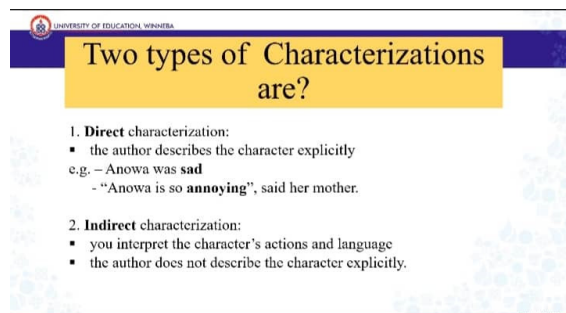 UNIVERSITY OF EDUCATION, WINNEBA
Two types of Characterizations
are?
1. Direct characterization:
▪ the author describes the character explicitly
e.g. – Anowa was sad
- “Anowa is so annoying”, said her mother.
2. Indirect characterization:
▪ you interpret the character’s actions and language
▪ the author does not describe the character explicitly.